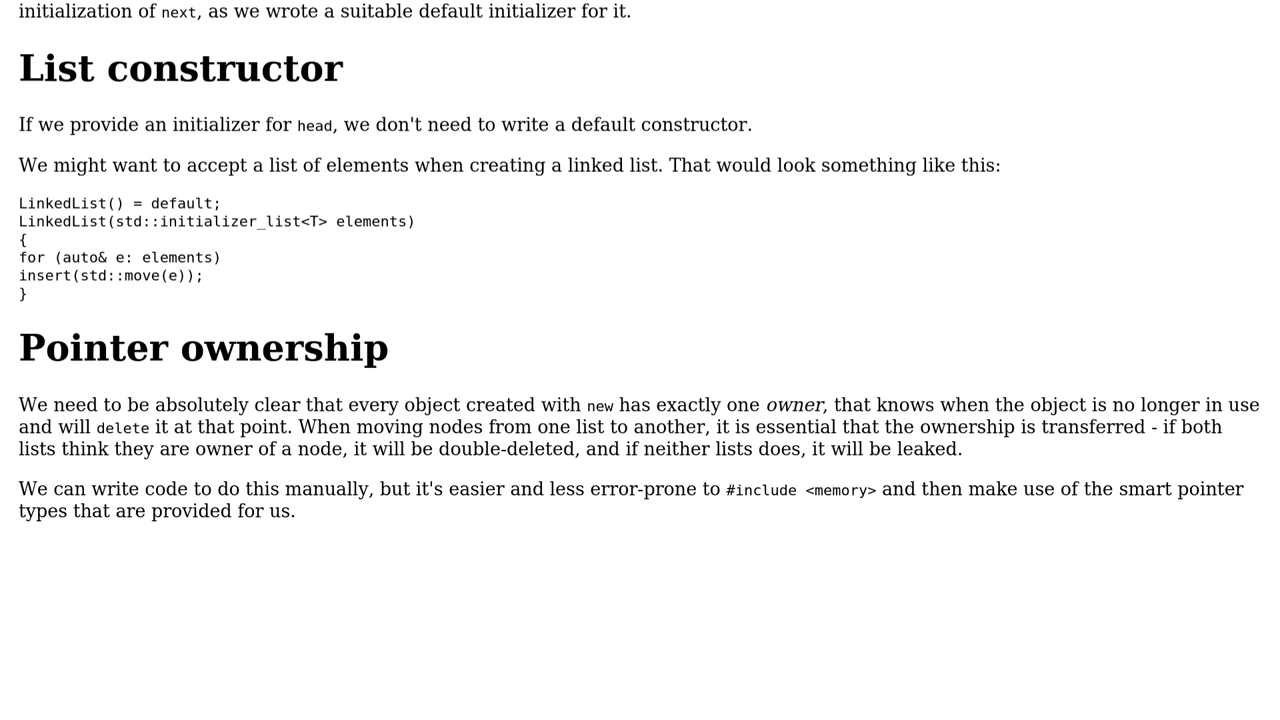 initialization of next, as we wrote a suitable default initializer for it.
List constructor
If we provide an initializer for head, we don't need to write a default constructor.
We might want to accept a list of elements when creating a linked list. That would look something like this:
LinkedList() = default;
LinkedList(std::initializer_list<T> elements)
{
for (auto& e: elements)
insert(std::move(e));
}
Pointer ownership
We need to be absolutely clear that every object created with new has exactly one owner, that knows when the object is no longer in use
and will delete it at that point. When moving nodes from one list to another, it is essential that the ownership is transferred - if both
lists think they are owner of a node, it will be double-deleted, and if neither lists does, it will be leaked.
We can write code to do this manually, but it's easier and less error-prone to #include <memory> and then make use of the smart pointer
types that are provided for us.